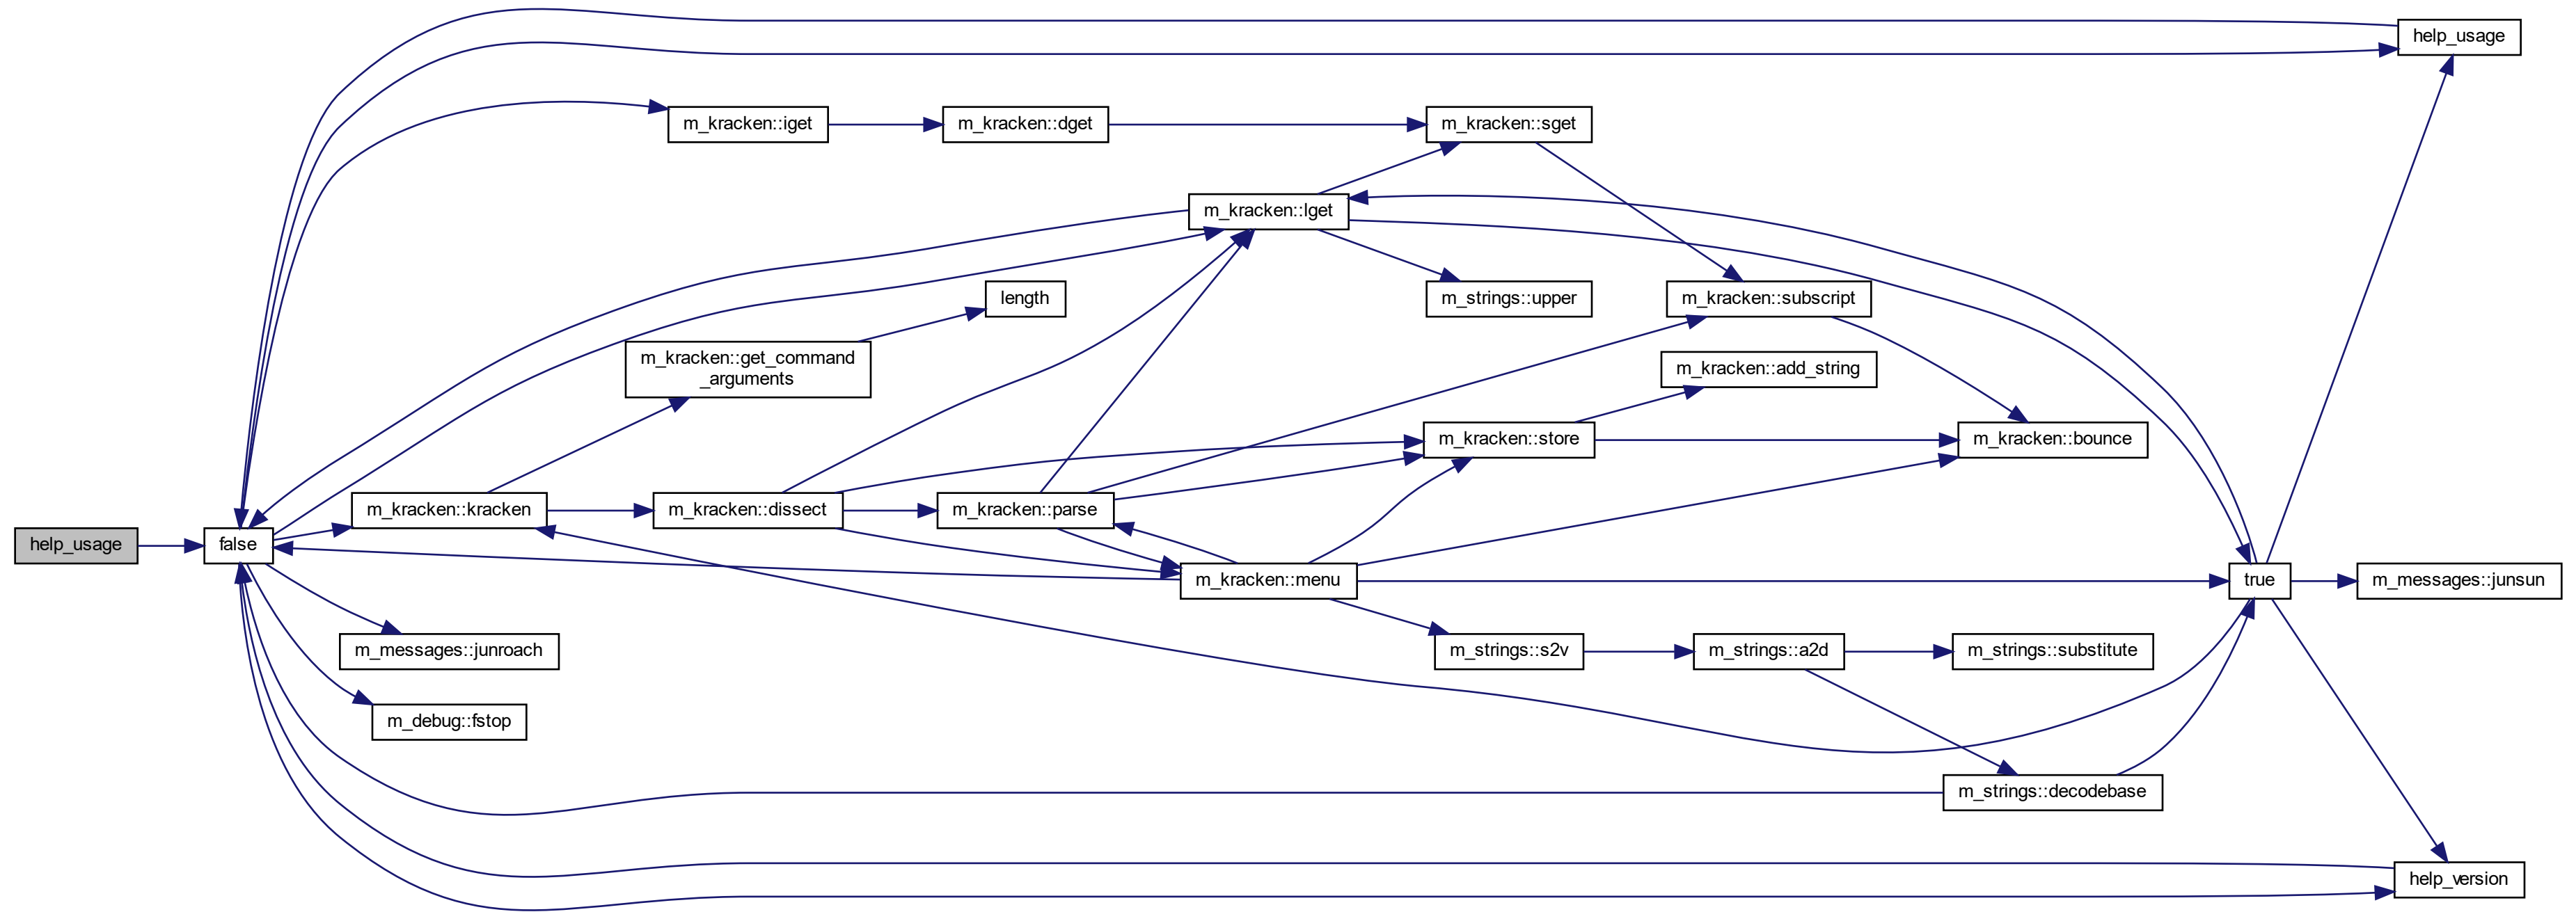 help_usage
m_kracken::iget
m_kracken::dget
m_kracken::sget
m_kracken::lget
length
m_strings::upper
m_kracken::subscript
m_kracken::get_command
_arguments
m_kracken::add_string
m_kracken::store
m_kracken::bounce
m_kracken::kracken
m_kracken::dissect
m_kracken::parse
help_usage
false
m_kracken::menu
true
m_messages::junsun
m_messages::junroach
m_strings::s2v
m_strings::a2d
m_strings::substitute
m_debug::fstop
m_strings::decodebase
help_version